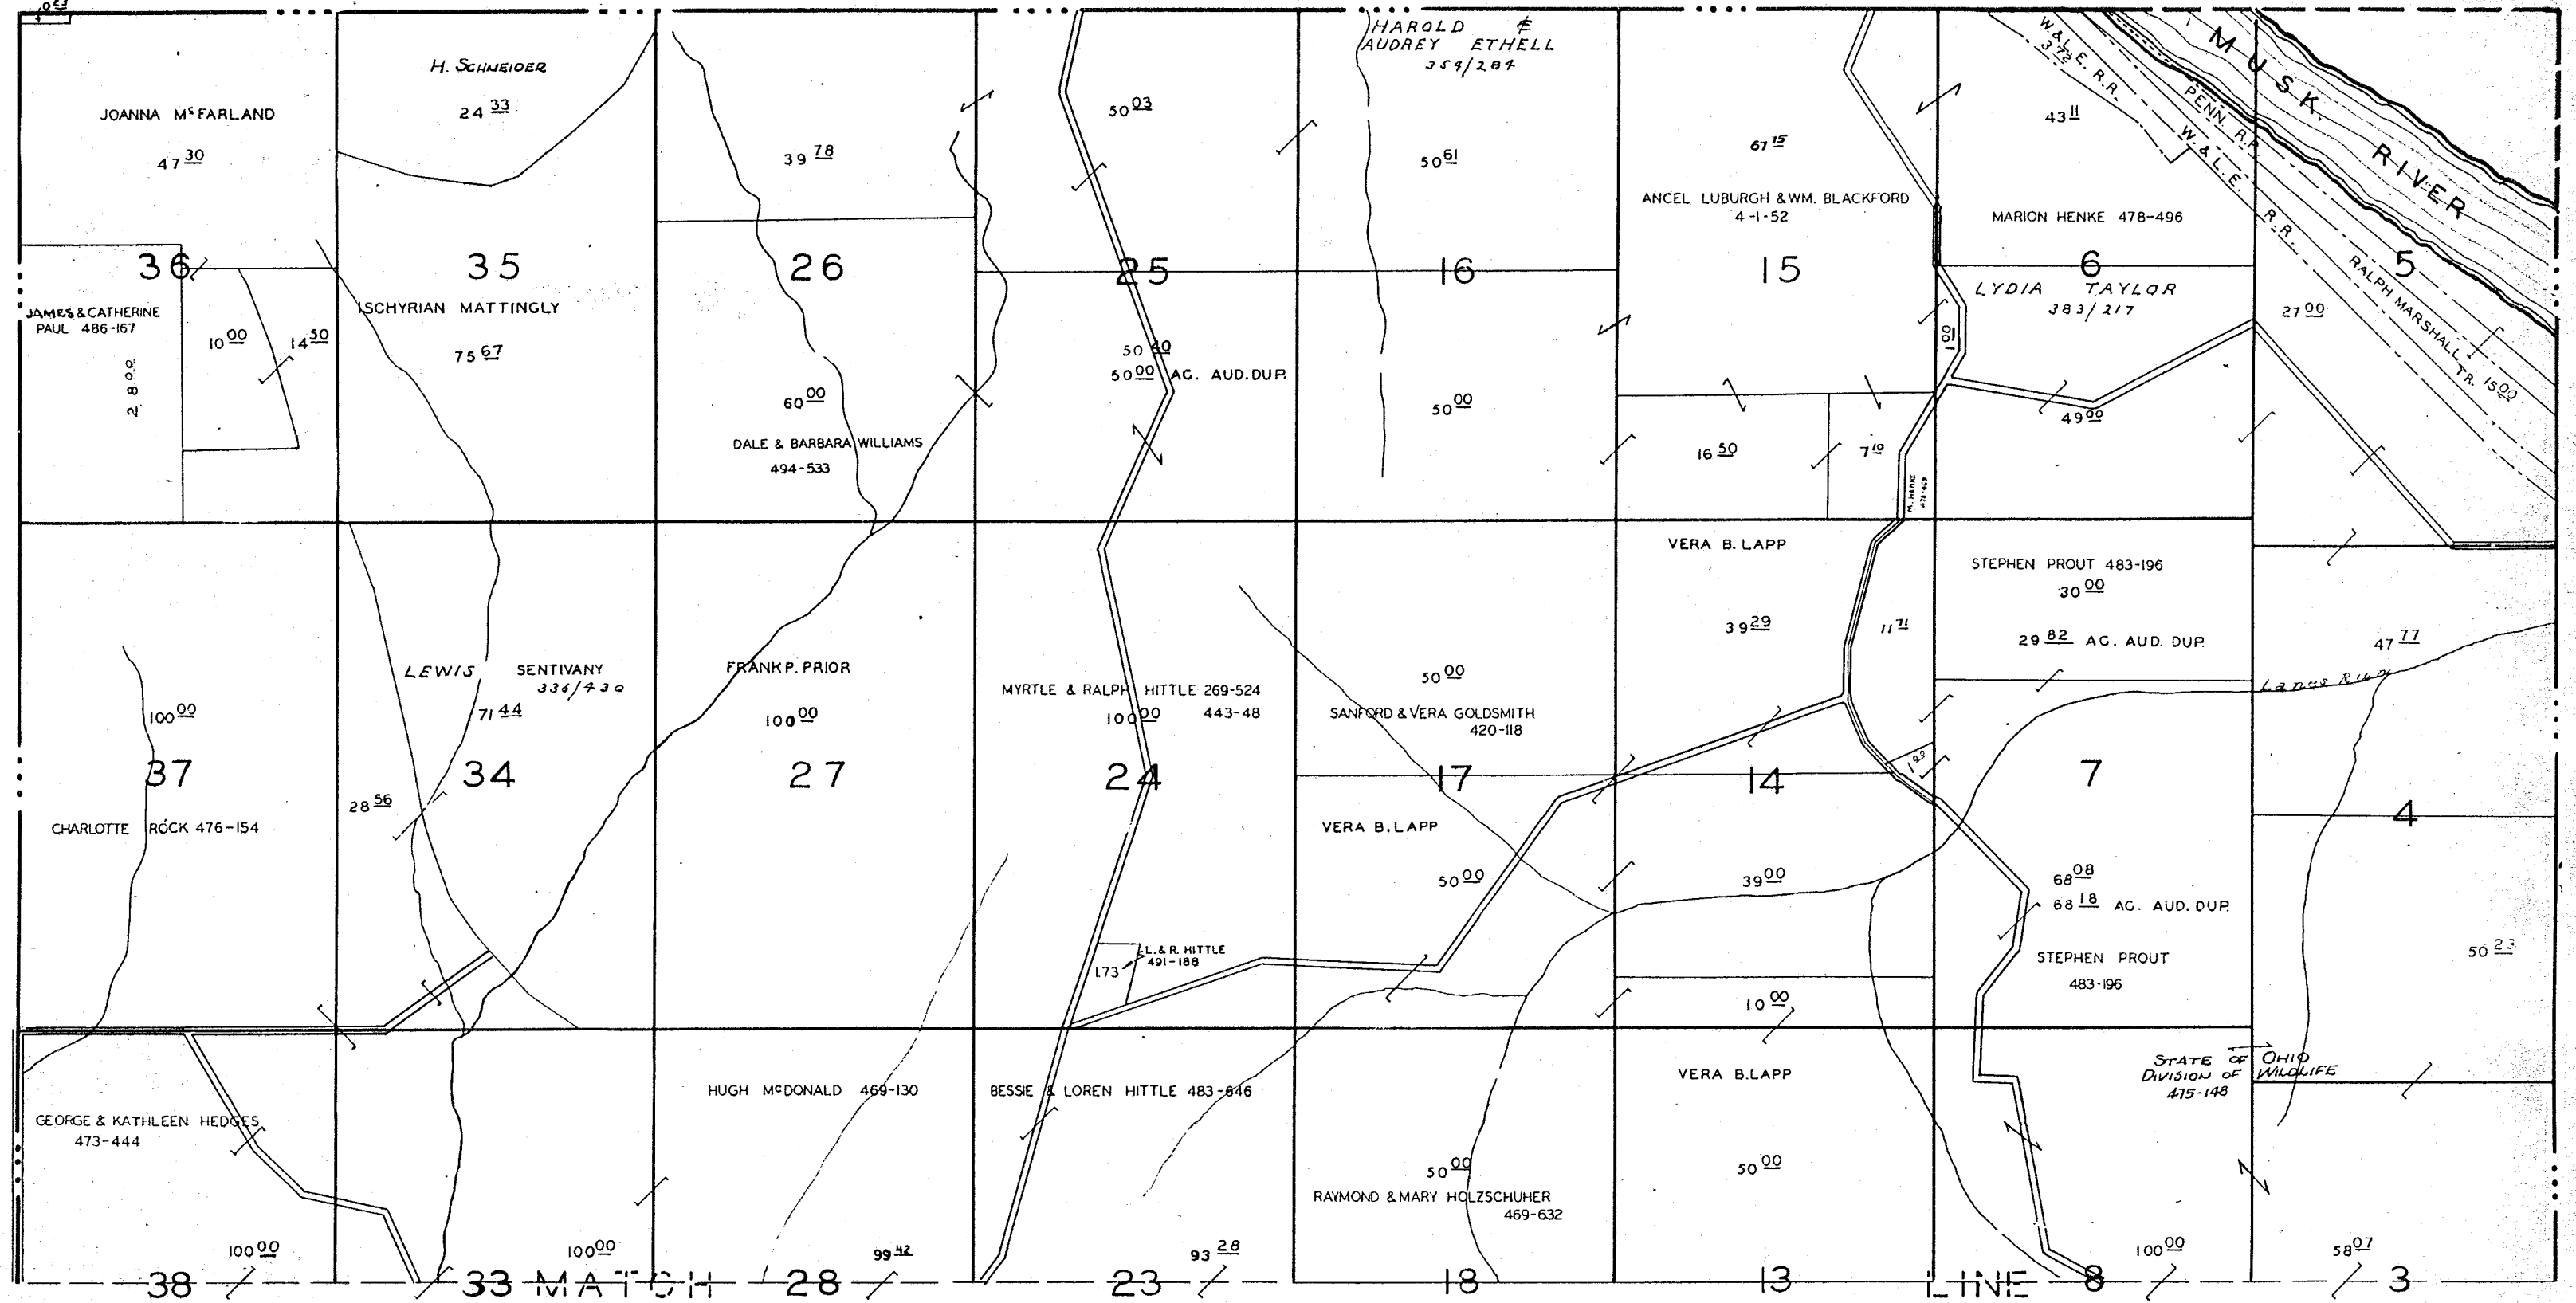 JOANNA McFARLAND
47 30
H. SCHNEIDER
24 33
39 78
50 03
HAROLD &
AUDREY ETHELL
354/284
50 61
67 15
ANCEL LUBURGH & WM. BLACKFORD
4-1-52
43 11
MARION HENKE 478-496
W. & L. E. R. R.
3 72
PENN. R.R.
W. & L. E. R. R.
MUSK. RIVER
RALPH MARSHALL TR. 15 00
36
35
26
25
16
15
6
5
JAMES & CATHERINE
PAUL 486-167
2 8 00
10 00
14 50
ISCHYRIAN MATTINGLY
75 67
60 00
DALE & BARBARA WILLIAMS
494-533
50 40
50 00 AC. AUD. DUP.
50 00
16 50
7 10
M. HENKE
1 00
LYDIA TAYLOR
383/217
49 00
27 00
100 00
37
CHARLOTTE ROCK 476-154
LEWIS SENTIVANY
336/430
71 44
34
28 56
FRANK P. PRIOR
100 00
27
MYRTLE & RALPH HITTLE 269-524
100 00 443-48
24
L. & R. HITTLE
491-188
1.73
50 00
SANFORD & VERA GOLDSMITH
420-118
17
VERA B. LAPP
50 00
VERA B. LAPP
39 29
11 71
14
39 00
10 00
STEPHEN PROUT 483-196
30 00
29 82 AC. AUD. DUP.
7
68 08
68 18 AC. AUD. DUP.
STEPHEN PROUT
483-196
47 77
Lanes Run
4
50 23
GEORGE & KATHLEEN HEDGES
473-444
100 00
100 00
HUGH McDONALD 469-130
99 42
BESSIE & LOREN HITTLE 483-646
93 28
50 00
RAYMOND & MARY HOLZSCHUHER
469-632
VERA B. LAPP
50 00
STATE OF OHIO
DIVISION OF WILDLIFE
475-148
100 00
58 07
38
33
MATCH
28
23
18
13
LINE
8
3